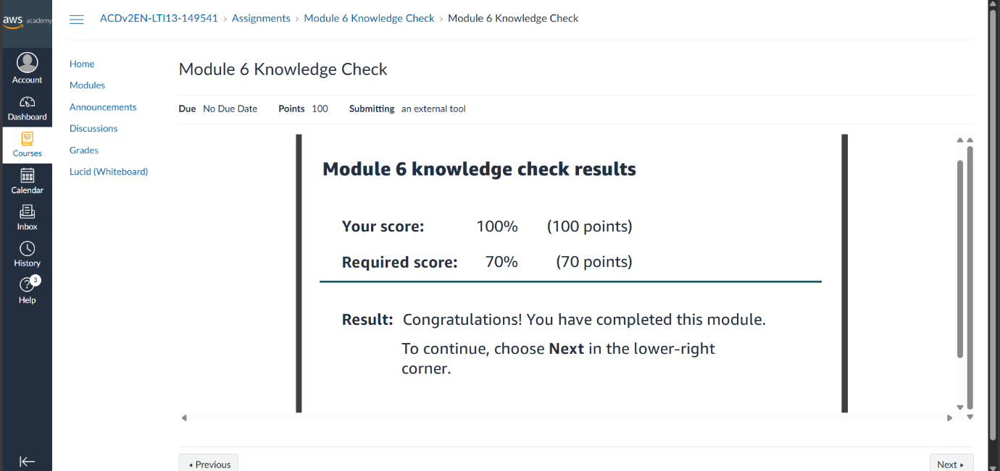 aws academy
ACDv2EN-LTI13-149541 › Assignments › Module 6 Knowledge Check › Module 6 Knowledge Check
Account
Dashboard
Courses
Calendar
Inbox
History
3
Help
Home
Modules
Announcements
Discussions
Grades
Lucid (Whiteboard)
Module 6 Knowledge Check
Due No Due Date Points 100 Submitting an external tool
Module 6 knowledge check results
Your score: 100% (100 points)
Required score: 70% (70 points)
Result: Congratulations! You have completed this module.
To continue, choose Next in the lower-right
corner.
◂ Previous
Next ▸